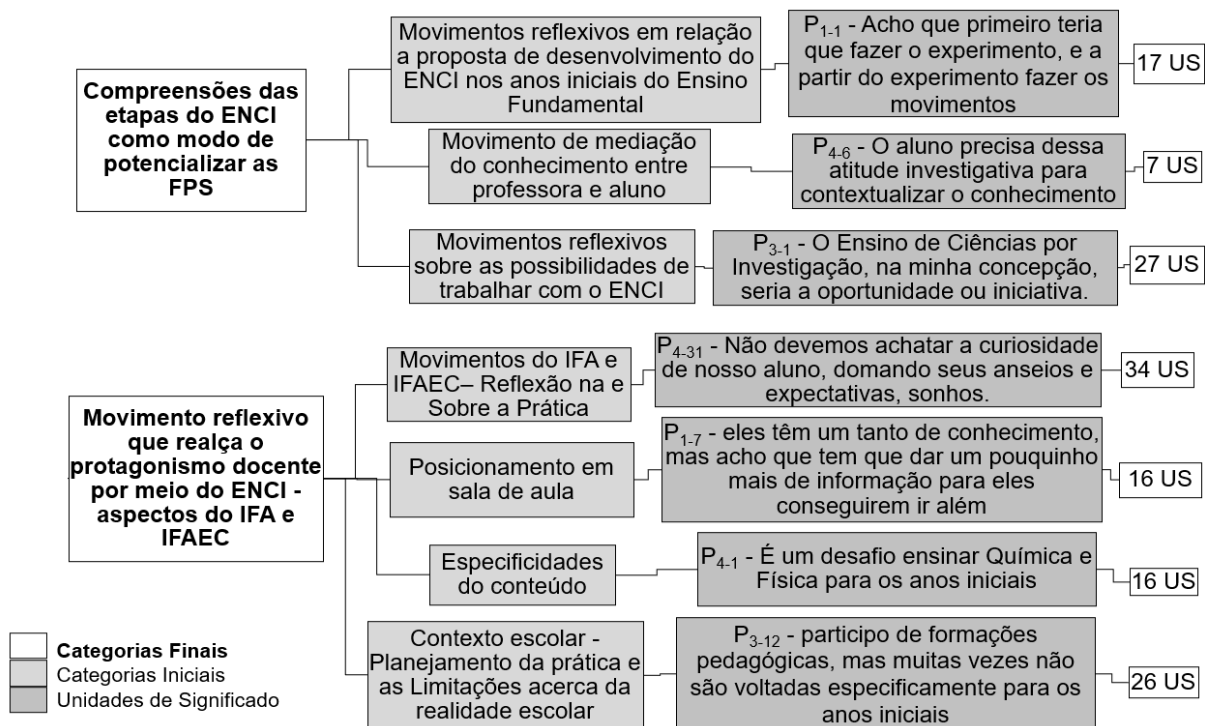 Compreensões das
etapas do ENCI
como modo de
potencializar as
FPS
Movimentos reflexivos em relação
a proposta de desenvolvimento do
ENCI nos anos iniciais do Ensino
Fundamental
P1-1 - Acho que primeiro teria
que fazer o experimento, e a
partir do experimento fazer os
movimentos
17 US
Movimento de mediação
do conhecimento entre
professora e aluno
P4-6 - O aluno precisa dessa
atitude investigativa para
contextualizar o conhecimento
7 US
Movimentos reflexivos
sobre as possibilidades de
trabalhar com o ENCI
P3-1 - O Ensino de Ciências por
Investigação, na minha concepção,
seria a oportunidade ou iniciativa.
27 US
Movimento reflexivo
que realça o
protagonismo docente
por meio do ENCI -
aspectos do IFA e
IFAEC
Movimentos do IFA e
IFAEC– Reflexão na e
Sobre a Prática
P4-31 - Não devemos achatar a curiosidade
de nosso aluno, domando seus anseios e
expectativas, sonhos.
34 US
Posicionamento em
sala de aula
P1-7 - eles têm um tanto de conhecimento,
mas acho que tem que dar um pouquinho
mais de informação para eles
conseguirem ir além
16 US
Especificidades
do conteúdo
P4-1 - É um desafio ensinar Química e
Física para os anos iniciais
16 US
Contexto escolar -
Planejamento da prática e
as Limitações acerca da
realidade escolar
P3-12 - participo de formações
pedagógicas, mas muitas vezes não
são voltadas especificamente para os
anos iniciais
26 US
Categorias Finais
Categorias Iniciais
Unidades de Significado